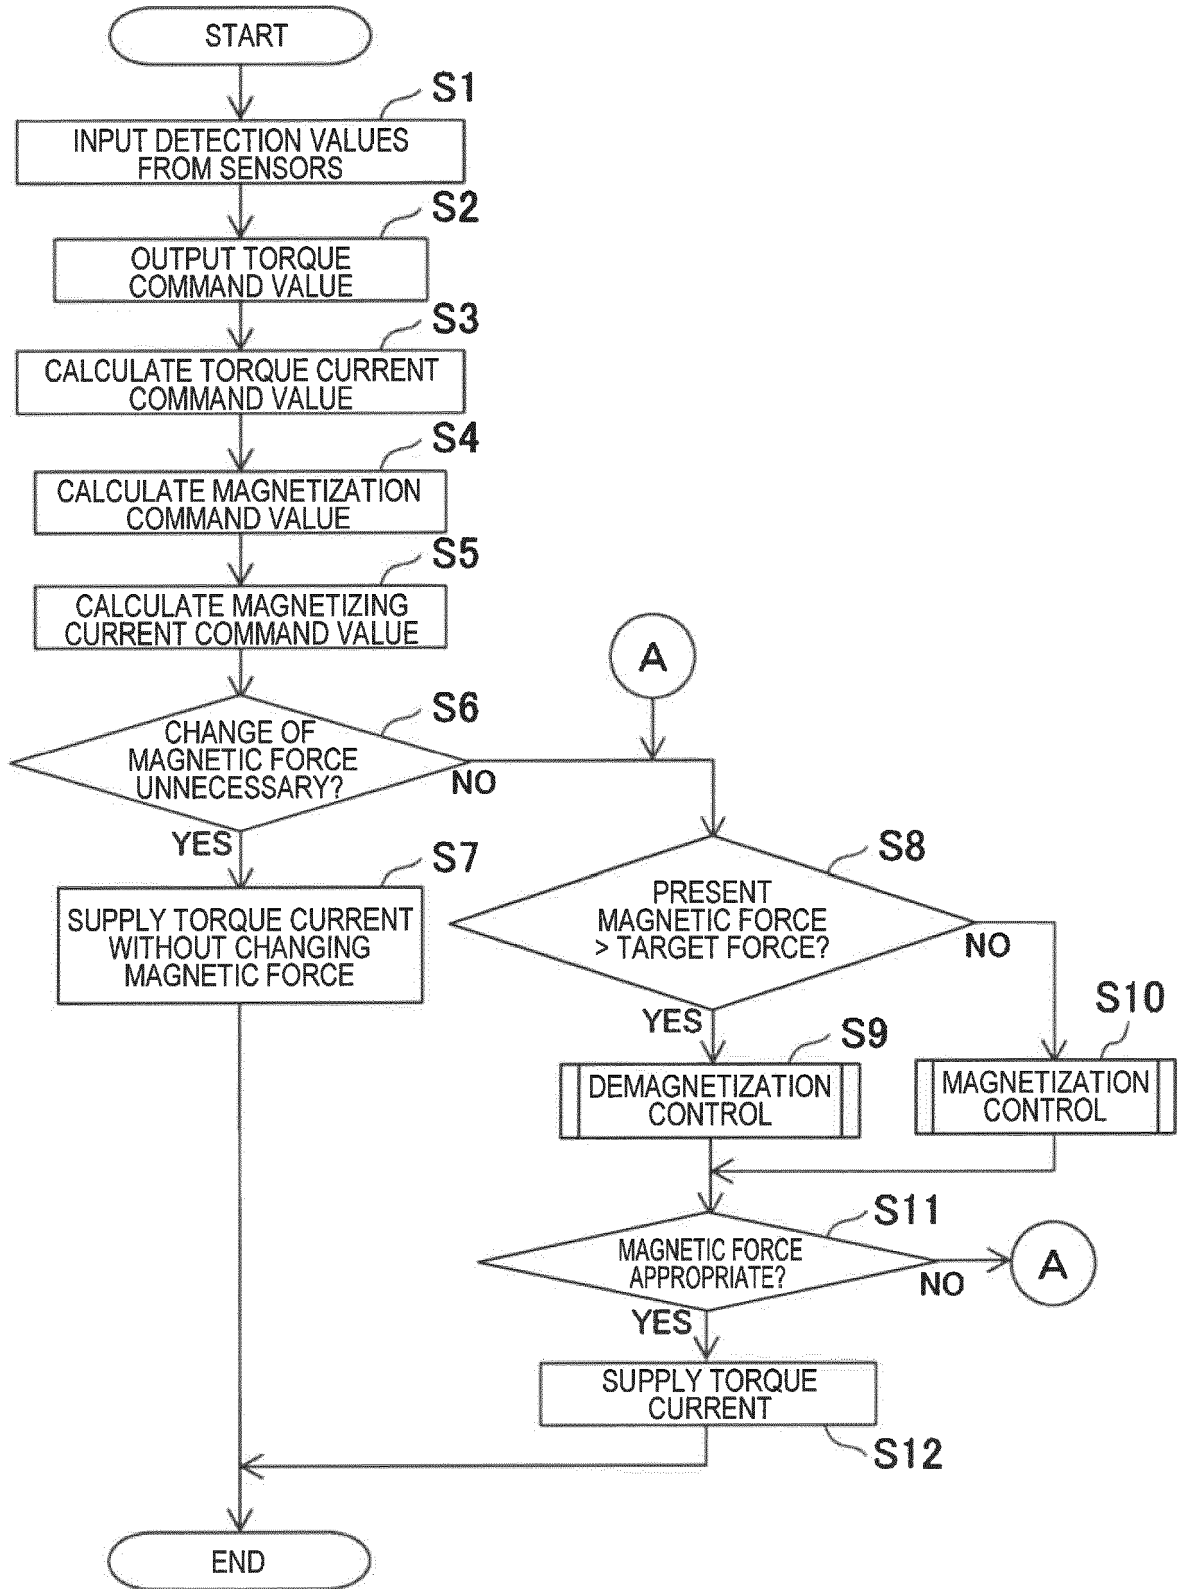 START
S1
INPUT DETECTION VALUES
FROM SENSORS
S2
OUTPUT TORQUE
COMMAND VALUE
S3
CALCULATE TORQUE CURRENT
COMMAND VALUE
S4
CALCULATE MAGNETIZATION
COMMAND VALUE
S5
CALCULATE MAGNETIZING
CURRENT COMMAND VALUE
A
S6
CHANGE OF
MAGNETIC FORCE
UNNECESSARY?
NO
YES
S7
SUPPLY TORQUE CURRENT
WITHOUT CHANGING
MAGNETIC FORCE
S8
PRESENT
MAGNETIC FORCE
> TARGET FORCE?
NO
YES
S9
DEMAGNETIZATION
CONTROL
S10
MAGNETIZATION
CONTROL
S11
MAGNETIC FORCE
APPROPRIATE?
NO
A
YES
SUPPLY TORQUE
CURRENT
S12
END